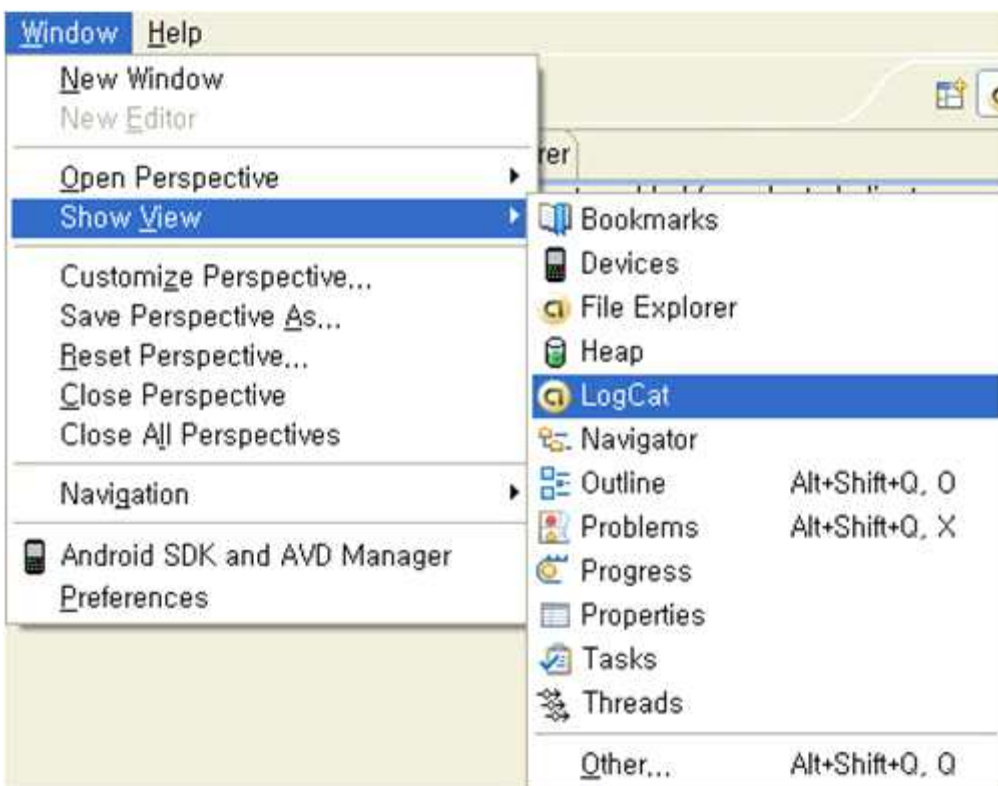 Window Help
New Window
New Editor
rer
Open Perspective
Show View
Bookmarks
Devices
Customize Perspective...
File Explorer
Save Perspective As...
Heap
Reset Perspective...
Close Perspective
LogCat
Close All Perspectives
Navigator
Navigation
Outline Alt+Shift+Q, O
Problems Alt+Shift+Q, X
Android SDK and AVD Manager
Progress
Preferences
Properties
Tasks
Threads
Other... Alt+Shift+Q, Q